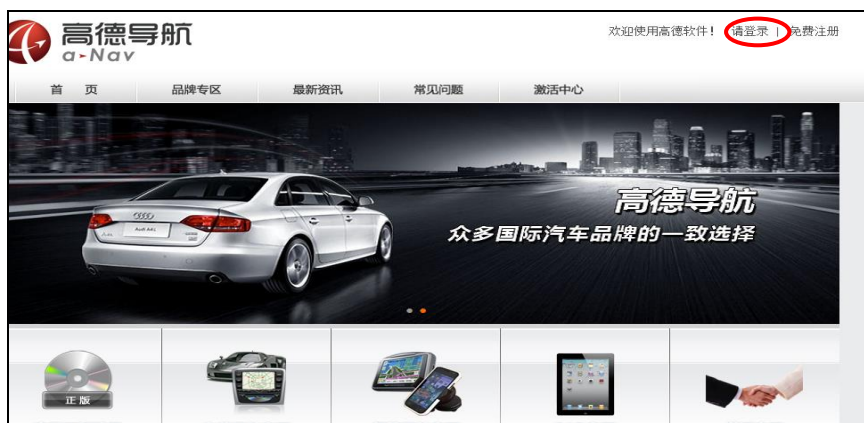 高德导航
a-Nav
欢迎使用高德软件！ 请登录 | 免费注册
首 页 品牌专区 最新资讯 常见问题 激活中心
高德导航
众多国际汽车品牌的一致选择
正版